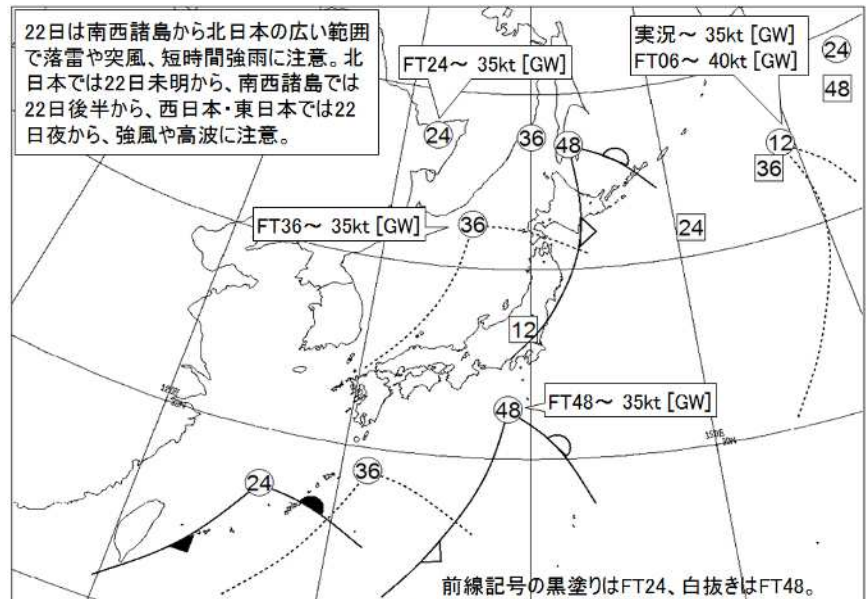 22日は南西諸島から北日本の広い範囲
で落雷や突風、短時間強雨に注意。北
日本では22日未明から、南西諸島では
22日後半から、西日本・東日本では22
日夜から、強風や高波に注意。
FT24～ 35kt [GW]
実況～ 35kt [GW]
FT06～ 40kt [GW]
24
48
24
36
48
12
36
FT36～ 35kt [GW]
36
24
12
48
FT48～ 35kt [GW]
24
36
150E
30N
前線記号の黒塗りはFT24、白抜きはFT48。